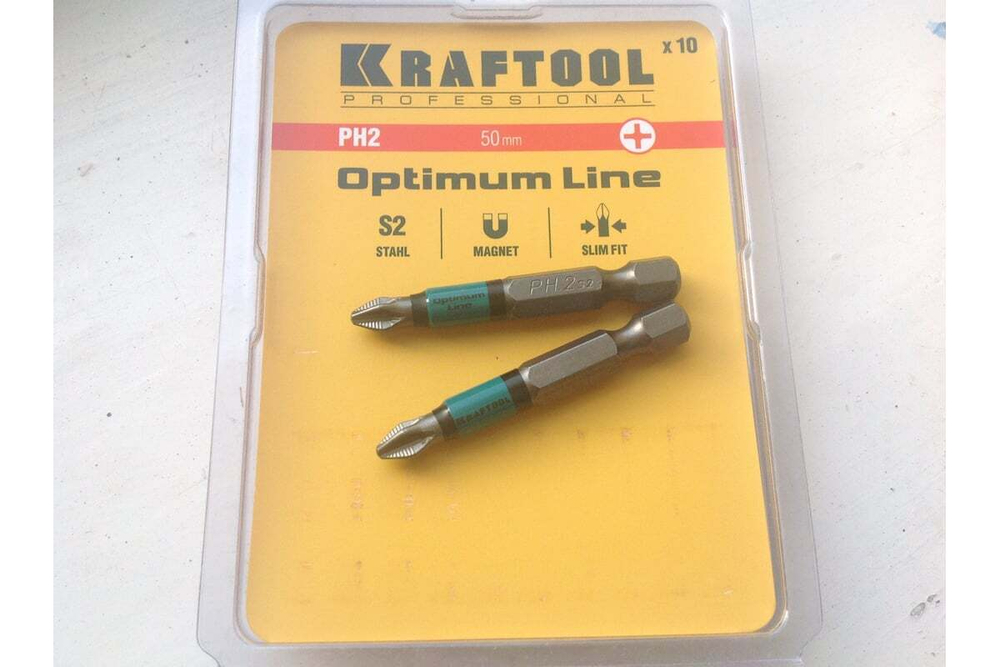 KRAFTOOL x 10
PROFESSIONAL
PH2 50 mm
Optimum Line
S2 MAGNET SLIM FIT
STAHL
PH2 S2
Optimum
Line
KRAFTOOL